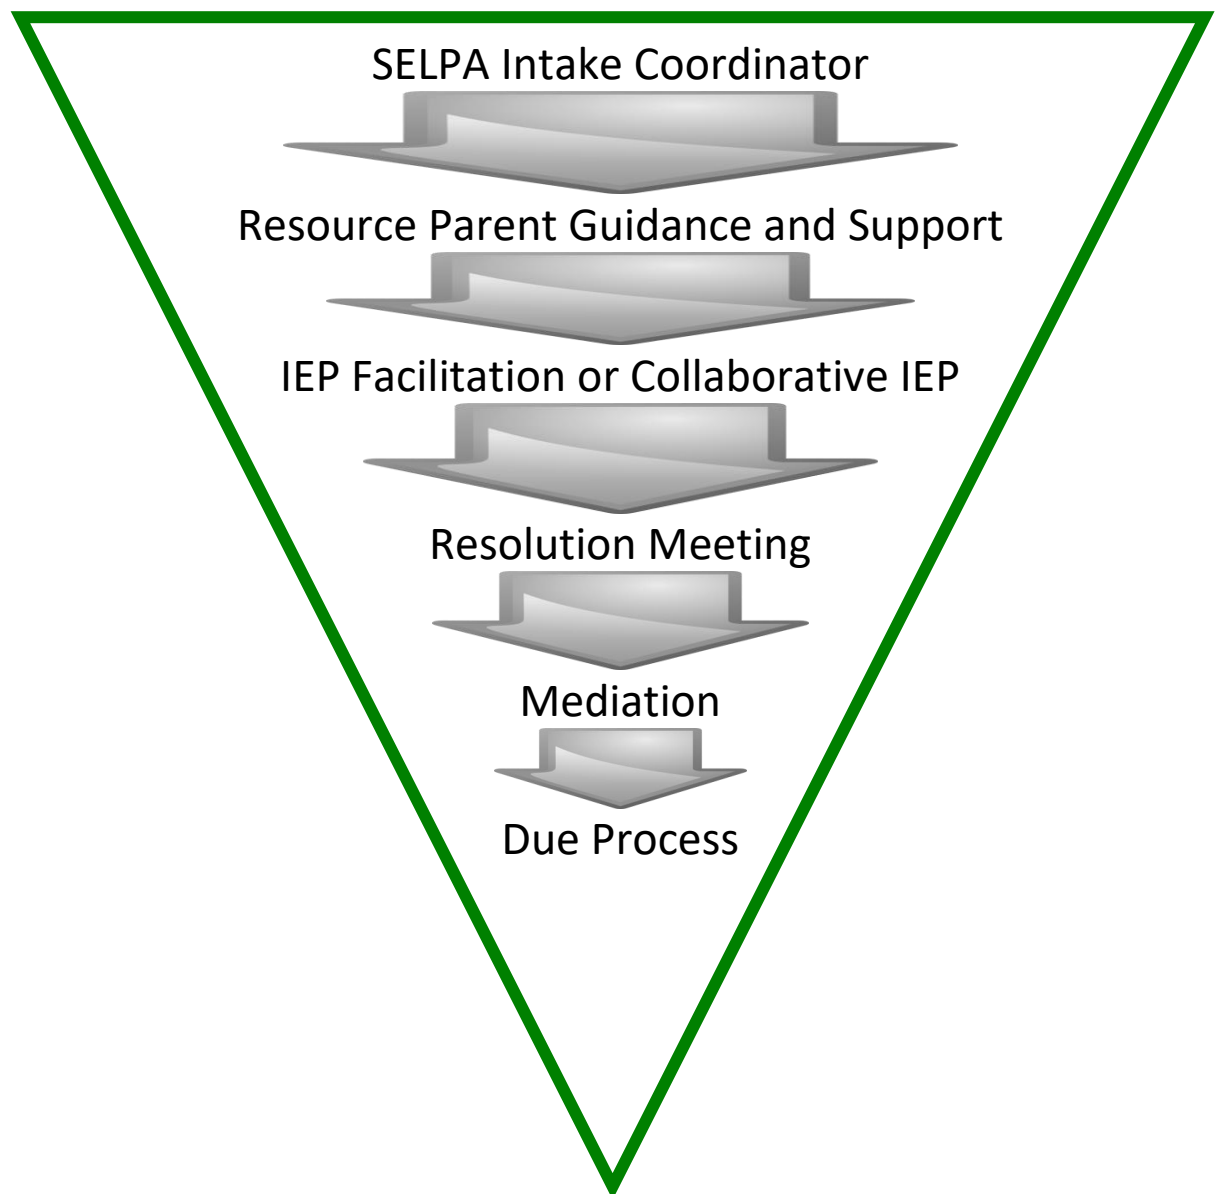 SELPA Intake Coordinator
Resource Parent Guidance and Support
IEP Facilitation or Collaborative IEP
Resolution Meeting
Mediation
Due Process